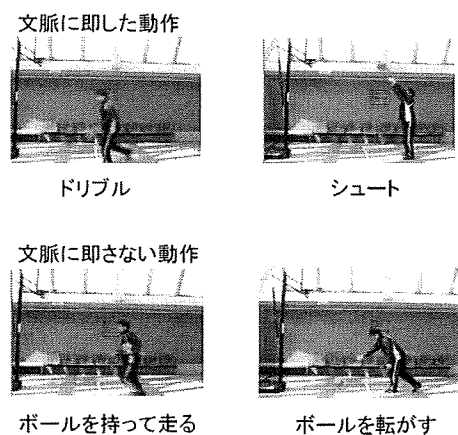 文脈に即した動作
ドリブル
シュート
文脈に即さない動作
ボールを持って走る
ボールを転がす